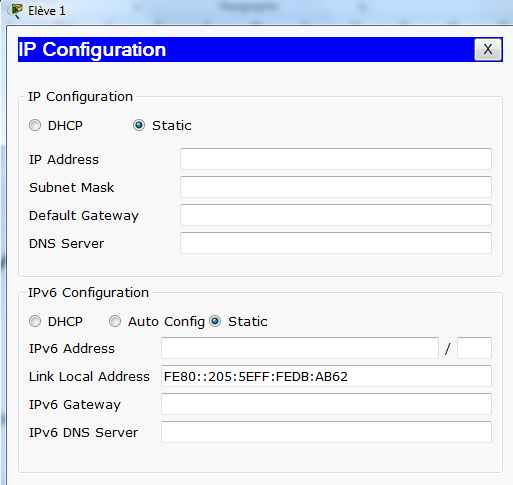 Elève 1
IP Configuration X
IP Configuration
DHCP Static
IP Address
Subnet Mask
Default Gateway
DNS Server
IPv6 Configuration
DHCP Auto Config Static
IPv6 Address /
Link Local Address FE80::205:5EFF:FEDB:AB62
IPv6 Gateway
IPv6 DNS Server